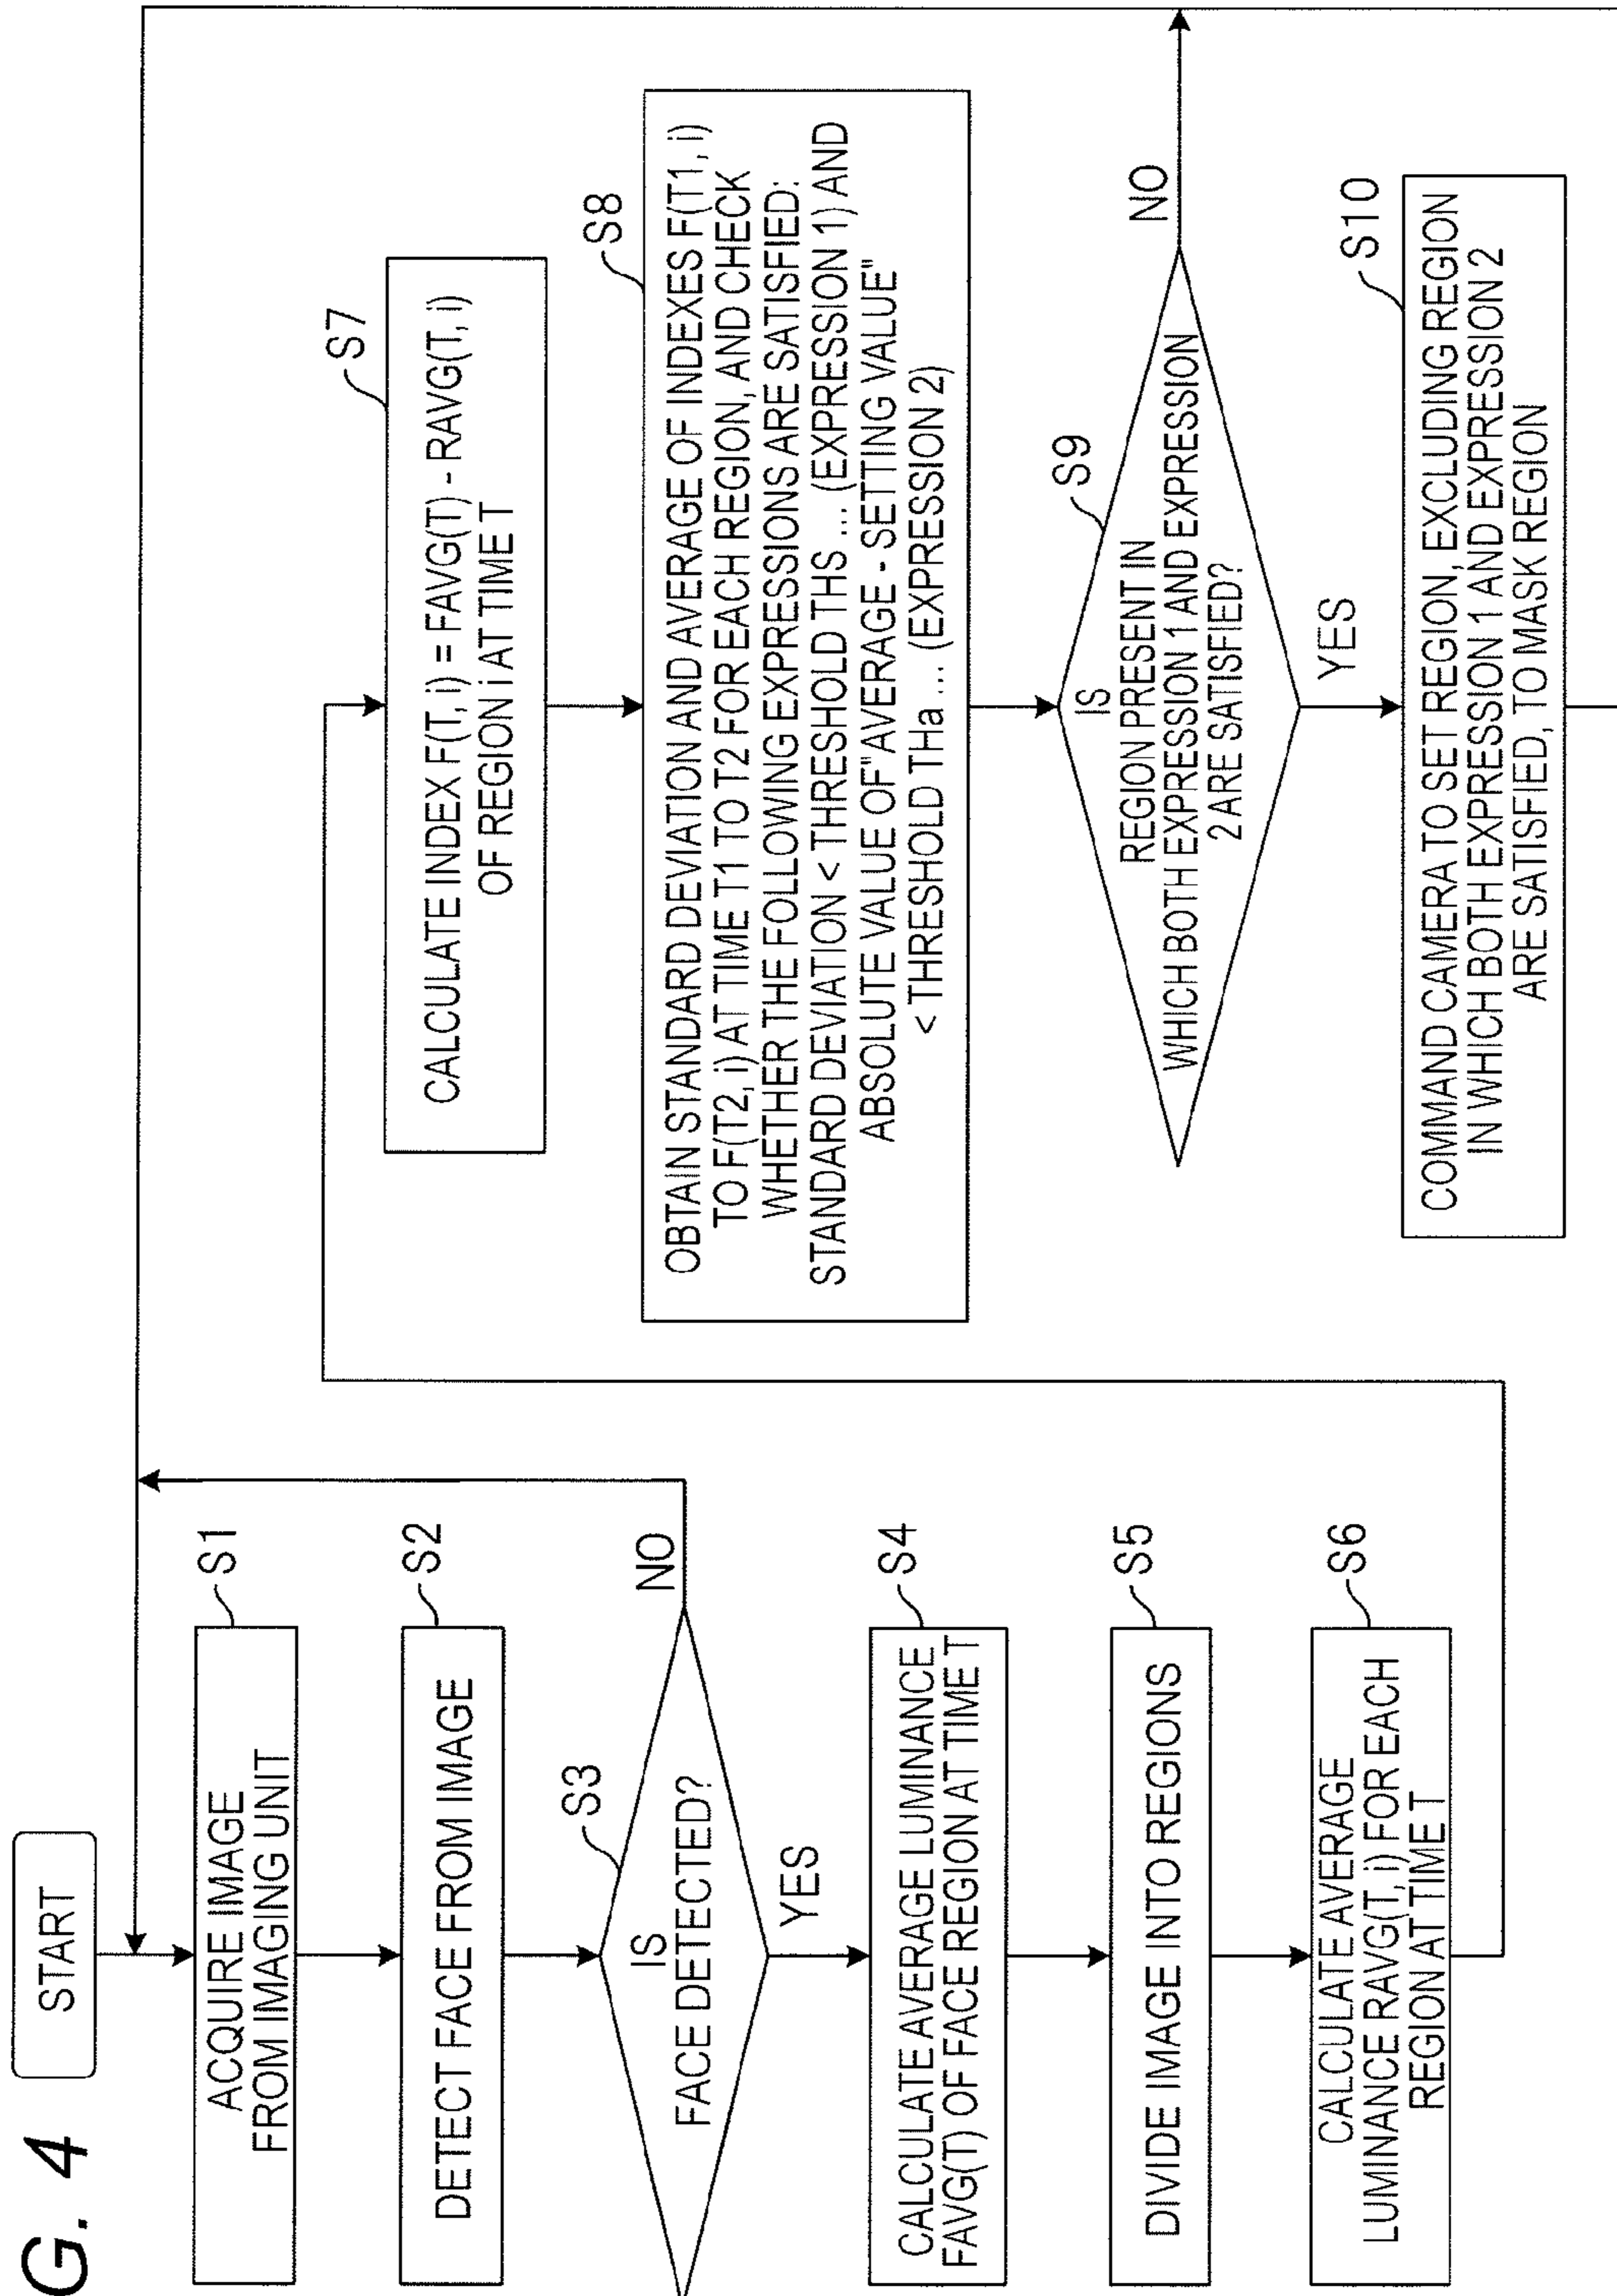 G. 4
START
S1
ACQUIRE IMAGE
FROM IMAGING UNIT
S2
DETECT FACE FROM IMAGE
S3
IS
FACE DETECTED?
NO
YES
S4
CALCULATE AVERAGE LUMINANCE
FAVG(T) OF FACE REGION AT TIME T
S5
DIVIDE IMAGE INTO REGIONS
S6
CALCULATE AVERAGE
LUMINANCE RAVG(T, i) FOR EACH
REGION AT TIME T
S7
CALCULATE INDEX F(T, i) = FAVG(T) - RAVG(T, i)
OF REGION i AT TIME T
S8
OBTAIN STANDARD DEVIATION AND AVERAGE OF INDEXES F(T1, i)
TO F(T2, i) AT TIME T1 TO T2 FOR EACH REGION, AND CHECK
WHETHER THE FOLLOWING EXPRESSIONS ARE SATISFIED:
STANDARD DEVIATION < THRESHOLD THS ... (EXPRESSION 1) AND
ABSOLUTE VALUE OF"AVERAGE - SETTING VALUE"
< THRESHOLD THa ... (EXPRESSION 2)
S9
IS
REGION PRESENT IN
WHICH BOTH EXPRESSION 1 AND EXPRESSION
2 ARE SATISFIED?
NO
YES
S10
COMMAND CAMERA TO SET REGION, EXCLUDING REGION
IN WHICH BOTH EXPRESSION 1 AND EXPRESSION 2
ARE SATISFIED, TO MASK REGION